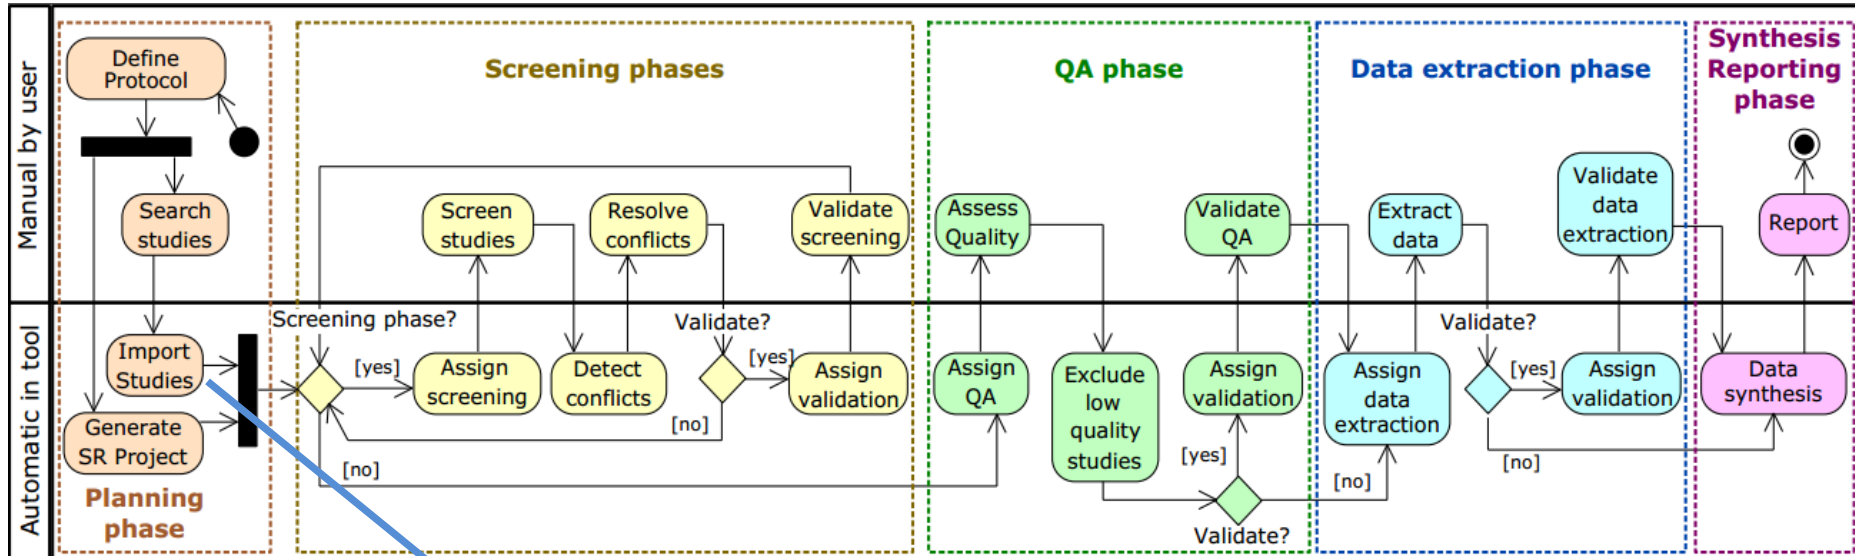 Manual by user
Automatic in tool
Define
Protocol
Search
studies
Import
Studies
Generate
SR Project
Planning
phase
Screening phases
Screening phase?
[yes]
[no]
Assign
screening
Screen
studies
Detect
conflicts
Resolve
conflicts
Validate?
[yes]
[no]
Assign
validation
Validate
screening
QA phase
Assign
QA
Assess
Quality
Exclude
low
quality
studies
Validate?
[yes]
[no]
Assign
validation
Validate
QA
Data extraction phase
Assign
data
extraction
Extract
data
Validate?
[yes]
[no]
Assign
validation
Validate
data
extraction
Synthesis
Reporting
phase
Data
synthesis
Report